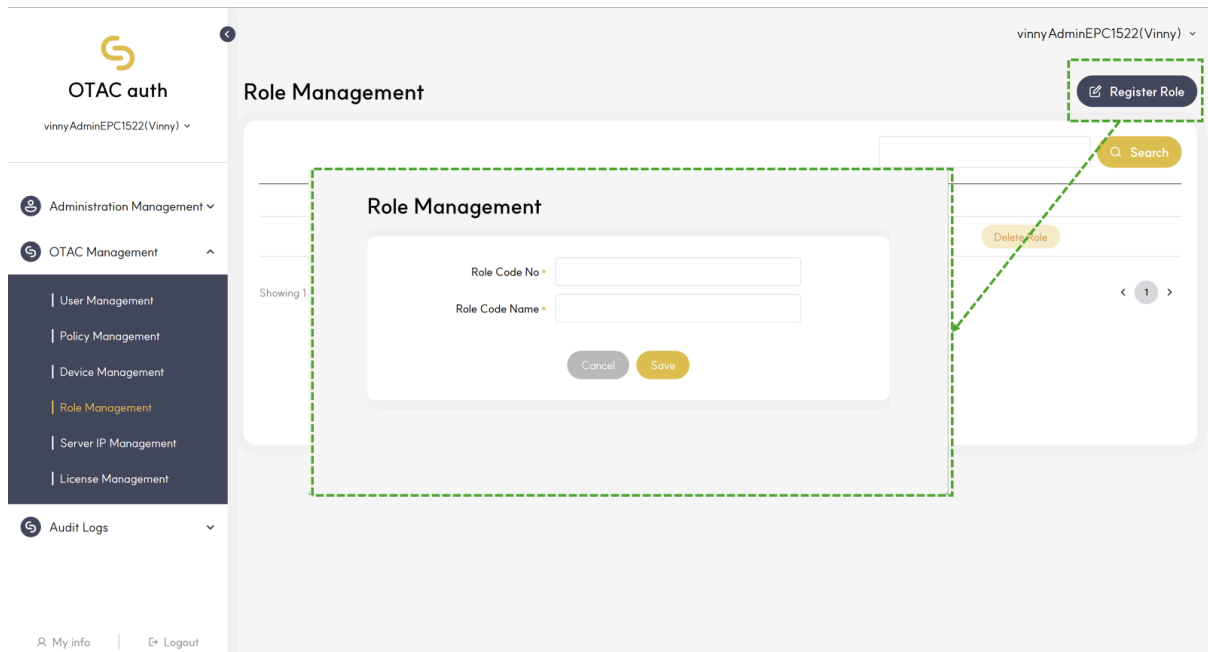 vinnyAdminEPC1522(Vinny)
OTAC auth
vinnyAdminEPC1522(Vinny)
Administration Management
OTAC Management
User Management
Policy Management
Device Management
Role Management
Server IP Management
License Management
Audit Logs
My info
Logout
Role Management
Register Role
Search
Delete Role
Showing 1
1
Role Management
Role Code No *
Role Code Name *
Cancel
Save